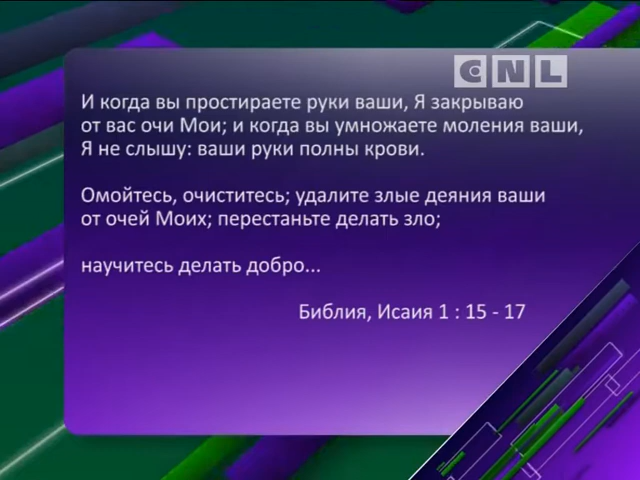 CNL
И когда вы простираете руки ваши, Я закрываю
от вас очи Мои; и когда вы умножаете моления ваши,
Я не слышу: ваши руки полны крови.
Омойтесь, очиститесь; удалите злые деяния ваши
от очей Моих; перестаньте делать зло;
научитесь делать добро...
Библия, Исаия 1 : 15 - 17